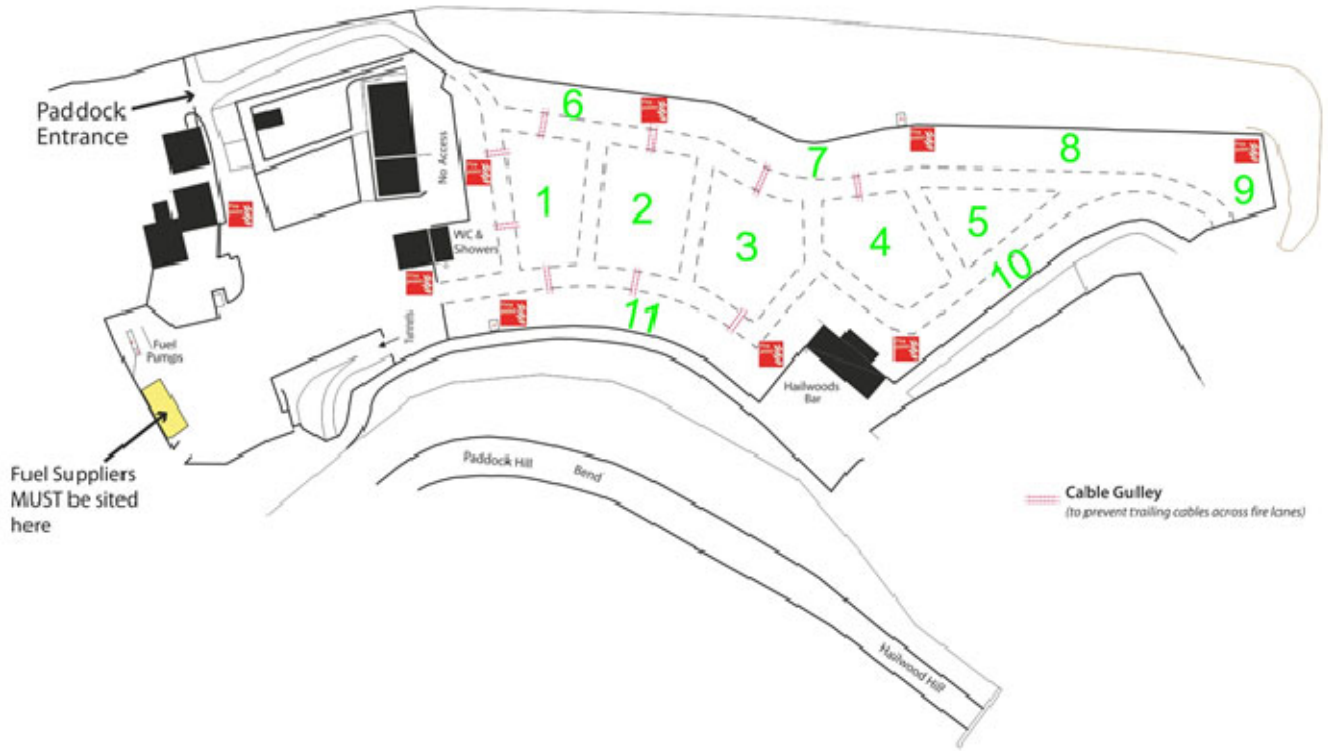 Paddock
Entrance
No Access
WC &
Showers
Tunnels
Fuel
Pumps
Fuel Suppliers
MUST be sited
here
6
7
8
9
1
2
3
4
5
10
11
Hailwoods
Bar
Paddock Hill
Bend
Hailwood Hill
Cable Gulley
(to prevent trailing cables across fire lanes)